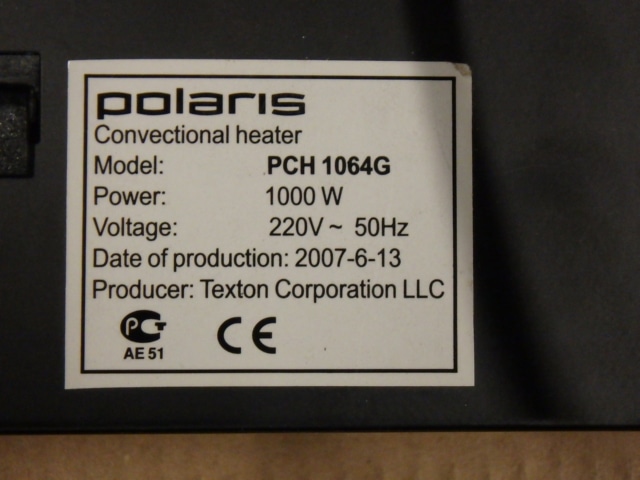 polaris
Convectional heater
Model: PCH 1064G
Power: 1000 W
Voltage: 220V ~ 50Hz
Date of production: 2007-6-13
Producer: Texton Corporation LLC
РСТ CE
AE 51